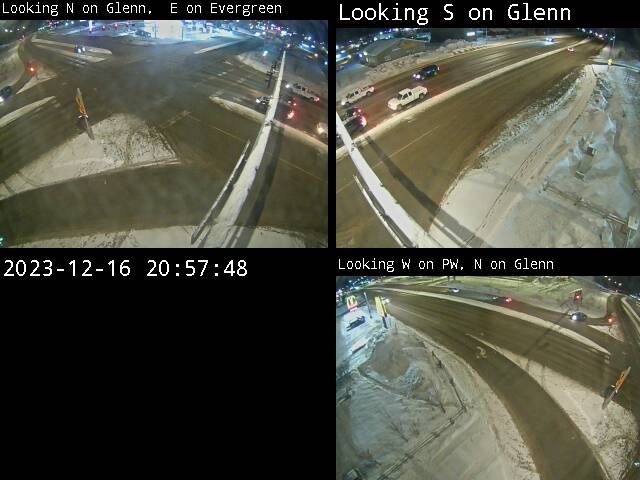 Looking N on Glenn, E on Evergreen
Looking S on Glenn
2023-12-16 20:57:48
Looking W on PW, N on Glenn